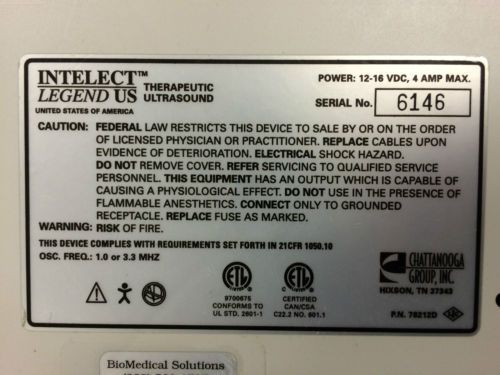 INTELECT™
LEGEND US
THERAPEUTIC
ULTRASOUND
UNITED STATES OF AMERICA
POWER: 12-16 VDC, 4 AMP MAX.
SERIAL No. 6146
CAUTION: FEDERAL LAW RESTRICTS THIS DEVICE TO SALE BY OR ON THE ORDER
OF LICENSED PHYSICIAN OR PRACTITIONER. REPLACE CABLES UPON
EVIDENCE OF DETERIORATION. ELECTRICAL SHOCK HAZARD.
DO NOT REMOVE COVER. REFER SERVICING TO QUALIFIED SERVICE
PERSONNEL. THIS EQUIPMENT HAS AN OUTPUT WHICH IS CAPABLE OF
CAUSING A PHYSIOLOGICAL EFFECT. DO NOT USE IN THE PRESENCE OF
FLAMMABLE ANESTHETICS. CONNECT ONLY TO GROUNDED
RECEPTACLE. REPLACE FUSE AS MARKED.
WARNING: RISK OF FIRE.
THIS DEVICE COMPLIES WITH REQUIREMENTS SET FORTH IN 21CFR 1050.10
OSC. FREQ.: 1.0 or 3.3 MHZ
ETL
9700675
CONFORMS TO
UL STD. 2601-1
ETL
CERTIFIED
CAN/CSA
C22.2 NO. 601.1
CHATTANOOGA
GROUP, INC.
HIXSON, TN 37343
P.N. 78212D
BioMedical Solutions